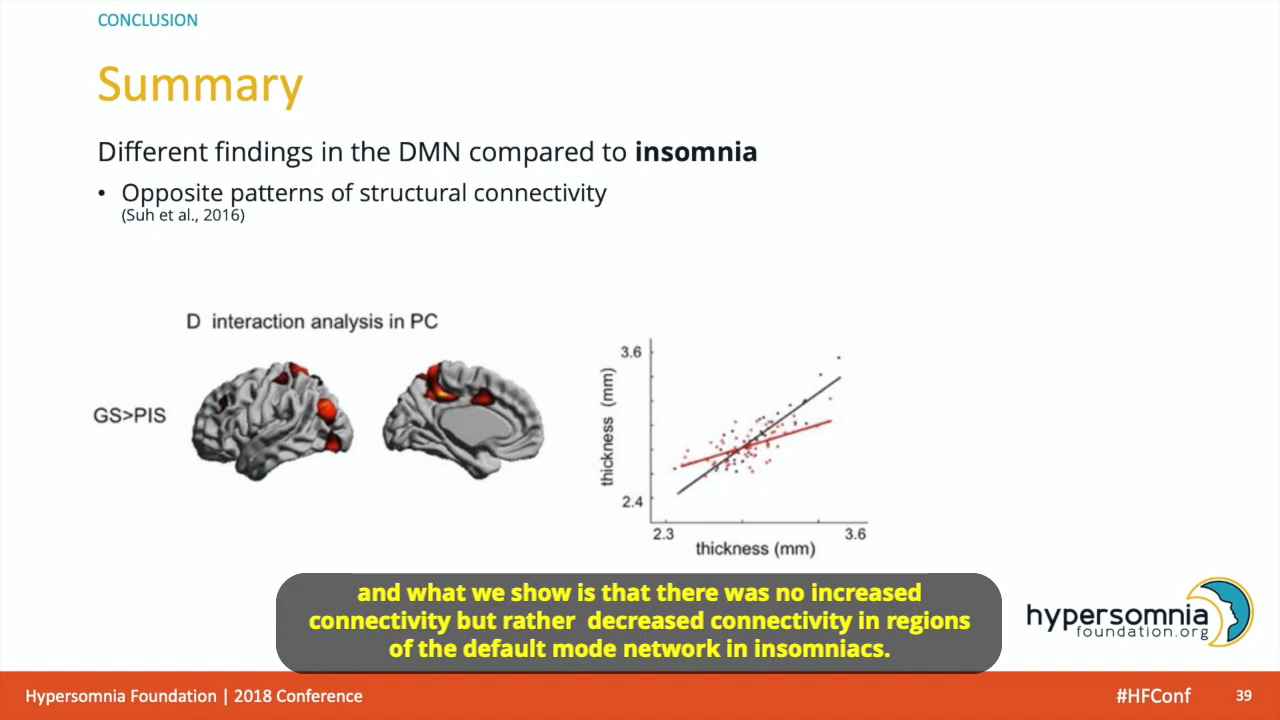 CONCLUSION
Summary
Different findings in the DMN compared to insomnia
• Opposite patterns of structural connectivity
(Suh et al., 2016)
D interaction analysis in PC
GS>PIS
3.6
thickness (mm)
2.4
2.3
3.6
thickness (mm)
and what we show is that there was no increased
connectivity but rather decreased connectivity in regions
of the default mode network in insomniacs.
hypersomnia
foundation.org
Hypersomnia Foundation | 2018 Conference
#HFConf
39